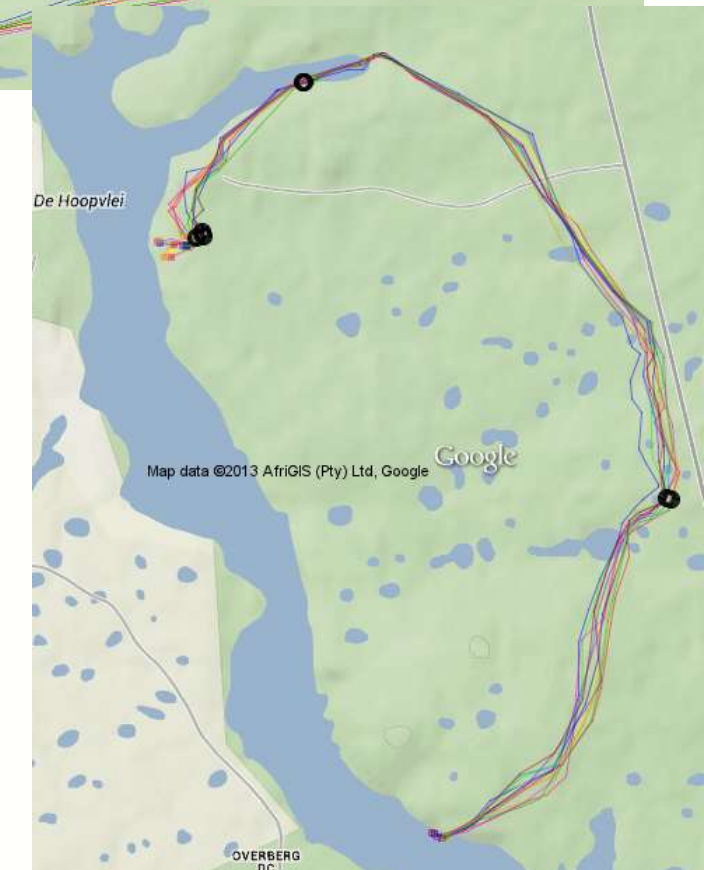 De Hoopvlei
Google
Map data ©2013 AfriGIS (Pty) Ltd, Google
OVERBERG
DC